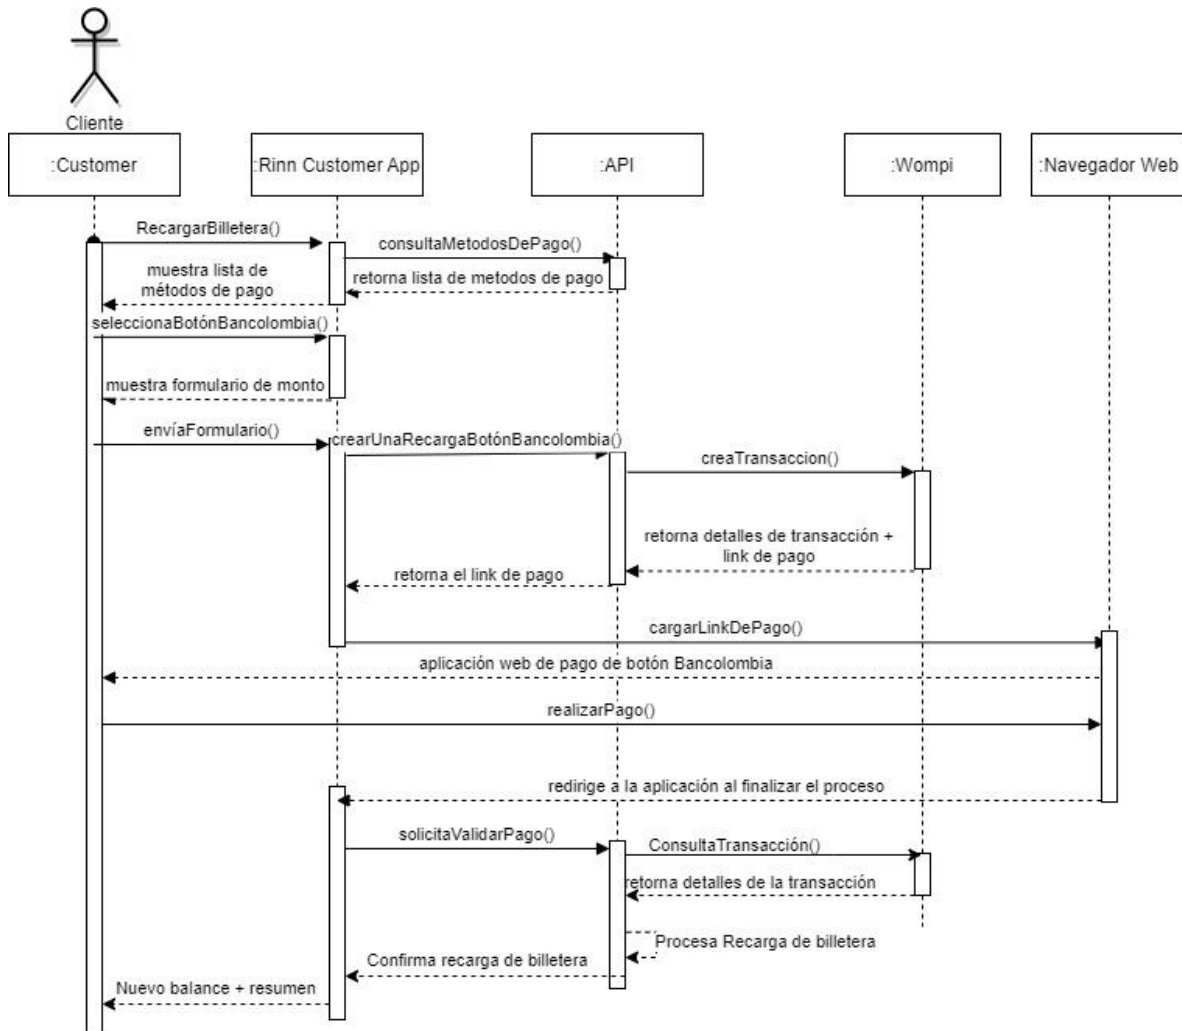 Cliente
:Customer
:Rinn Customer App
:API
:Wompi
:Navegador Web
RecargarBilletera()
consultaMetodosDePago()
muestra lista de
métodos de pago
retorna lista de metodos de pago
seleccionaBotónBancolombia()
muestra formulario de monto
envíaFormulario()
crearUnaRecargaBotónBancolombia()
creaTransaccion()
retorna detalles de transacción +
link de pago
retorna el link de pago
cargarLinkDePago()
aplicación web de pago de botón Bancolombia
realizarPago()
redirige a la aplicación al finalizar el proceso
solicitaValidarPago()
ConsultaTransacción()
retorna detalles de la transacción
Procesa Recarga de billetera
Confirma recarga de billetera
Nuevo balance + resumen